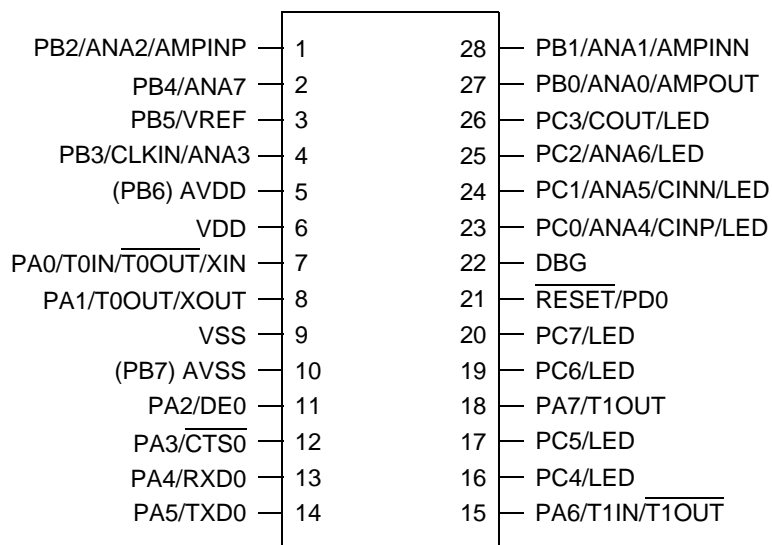 PB2/ANA2/AMPINP 1 28 PB1/ANA1/AMPINN
PB4/ANA7 2 27 PB0/ANA0/AMPOUT
PB5/VREF 3 26 PC3/COUT/LED
PB3/CLKIN/ANA3 4 25 PC2/ANA6/LED
(PB6) AVDD 5 24 PC1/ANA5/CINN/LED
VDD 6 23 PC0/ANA4/CINP/LED
PA0/T0IN/T0OUT/XIN 7 22 DBG
PA1/T0OUT/XOUT 8 21 RESET/PD0
VSS 9 20 PC7/LED
(PB7) AVSS 10 19 PC6/LED
PA2/DE0 11 18 PA7/T1OUT
PA3/CTS0 12 17 PC5/LED
PA4/RXD0 13 16 PC4/LED
PA5/TXD0 14 15 PA6/T1IN/T1OUT